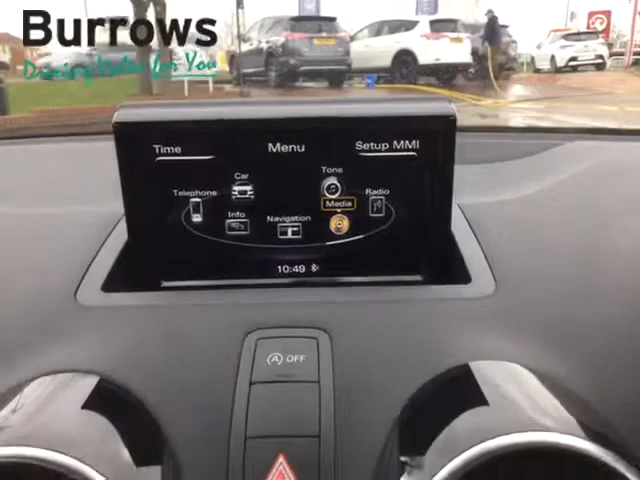 Burrows
Driving Value for You
Time
Menu
Setup MMI
Tone
Car
Media
Telephone
Radio
Info
Navigation
10:49
A OFF